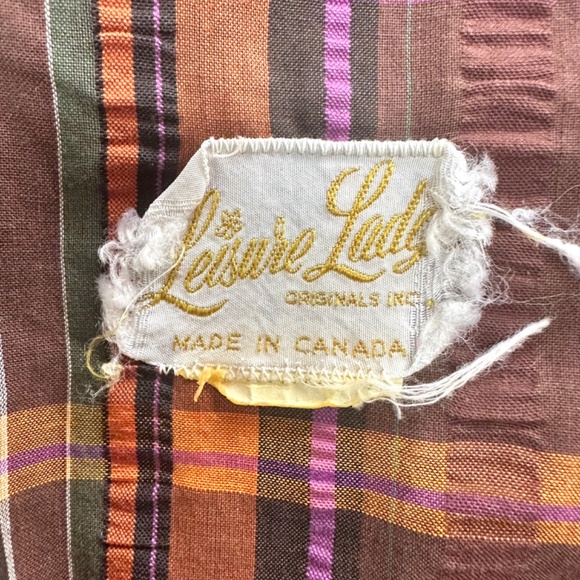 Leisure Lady
ORIGINALS INC.
MADE IN CANADA